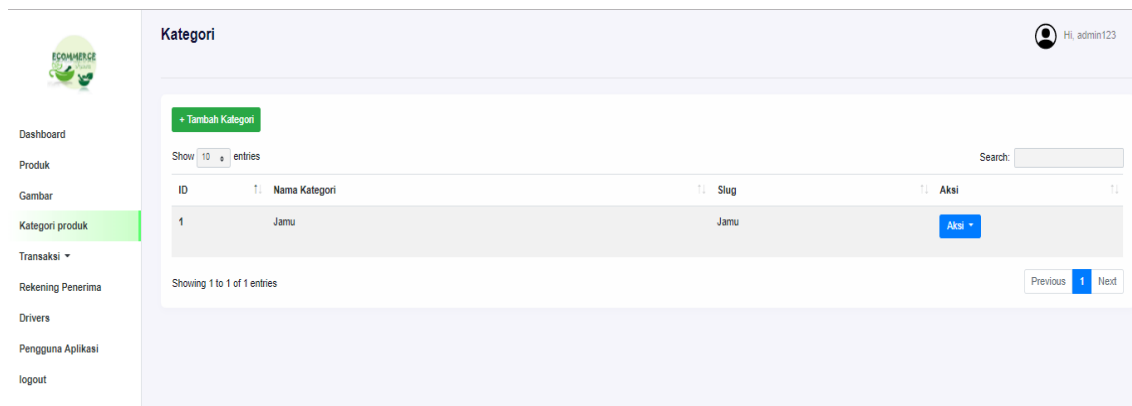 ECOMMERCE
Dashboard
Produk
Gambar
Kategori produk
Transaksi
Rekening Penerima
Drivers
Pengguna Aplikasi
logout
Kategori
Hi, admin123
+ Tambah Kategori
Show 10 entries
Search:
ID Nama Kategori Slug Aksi
1 Jamu Jamu Aksi
Showing 1 to 1 of 1 entries
Previous 1 Next